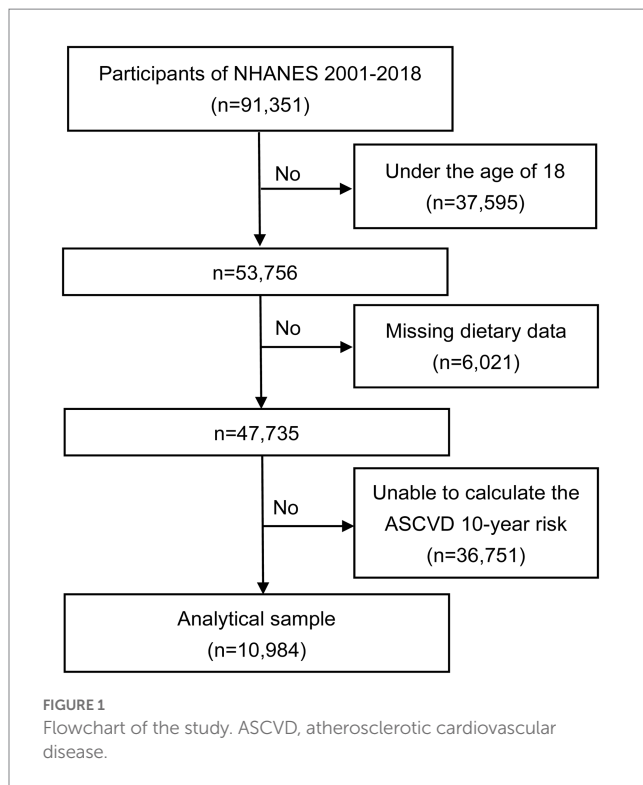 Participants of NHANES 2001-2018
(n=91,351)
No
Under the age of 18
(n=37,595)
n=53,756
No
Missing dietary data
(n=6,021)
n=47,735
No
Unable to calculate the
ASCVD 10-year risk
(n=36,751)
Analytical sample
(n=10,984)
FIGURE 1
Flowchart of the study. ASCVD, atherosclerotic cardiovascular
disease.